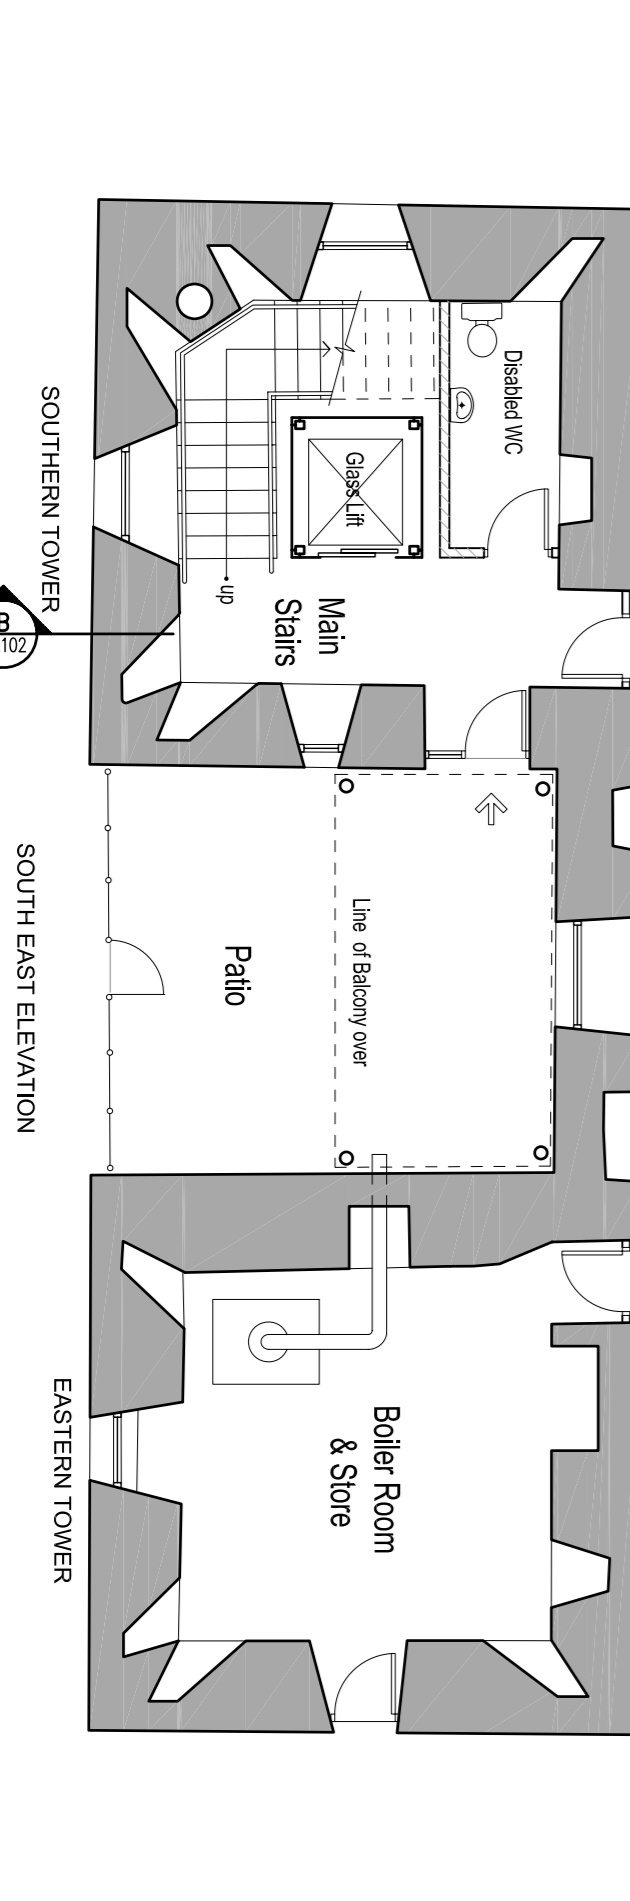 Disabled WC
Glass Lift
up
Main
Stairs
SOUTHERN TOWER
B
102
Line of Balcony over
Patio
SOUTH EAST ELEVATION
Boiler Room
& Store
EASTERN TOWER